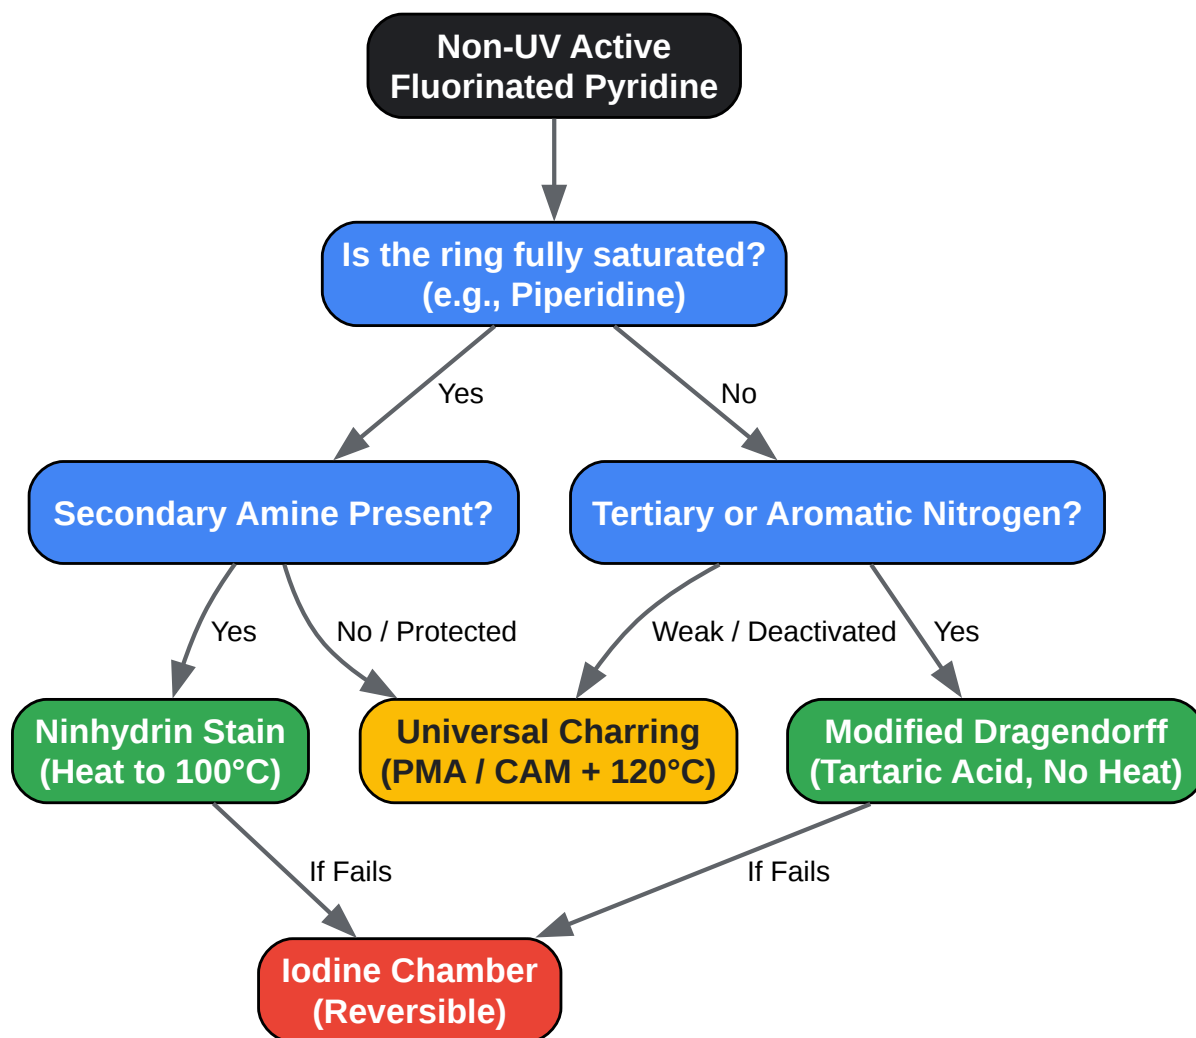 Non-UV Active
Fluorinated Pyridine
Is the ring fully saturated?
(e.g., Piperidine)
Yes
No
Secondary Amine Present?
Tertiary or Aromatic Nitrogen?
Yes
No / Protected
Weak / Deactivated
Yes
Ninhydrin Stain
(Heat to 100°C)
Universal Charring
(PMA / CAM + 120°C)
Modified Dragendorff
(Tartaric Acid, No Heat)
If Fails
If Fails
Iodine Chamber
(Reversible)